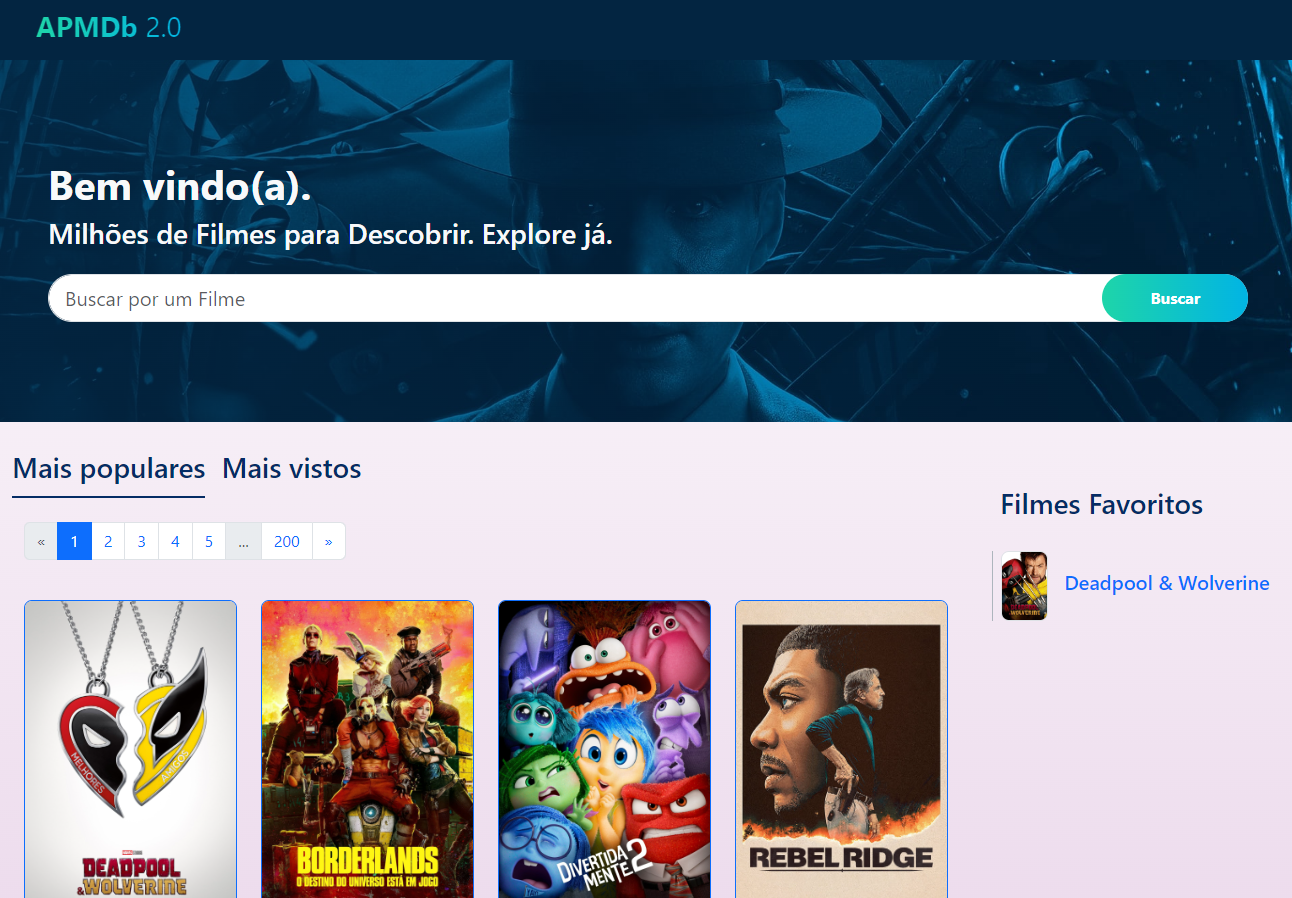 APMDb 2.0
Bem vindo(a).
Milhões de Filmes para Descobrir. Explore já.
Buscar por um Filme
Buscar
Mais populares Mais vistos
« 1 2 3 4 5 ... 200 »
Filmes Favoritos
Deadpool & Wolverine
MELHORES
AMIGOS
DEADPOOL
& WOLVERINE
BORDERLANDS
O DESTINO DO UNIVERSO ESTÁ EM JOGO
DIVERTIDA
MENTE 2
REBEL RIDGE